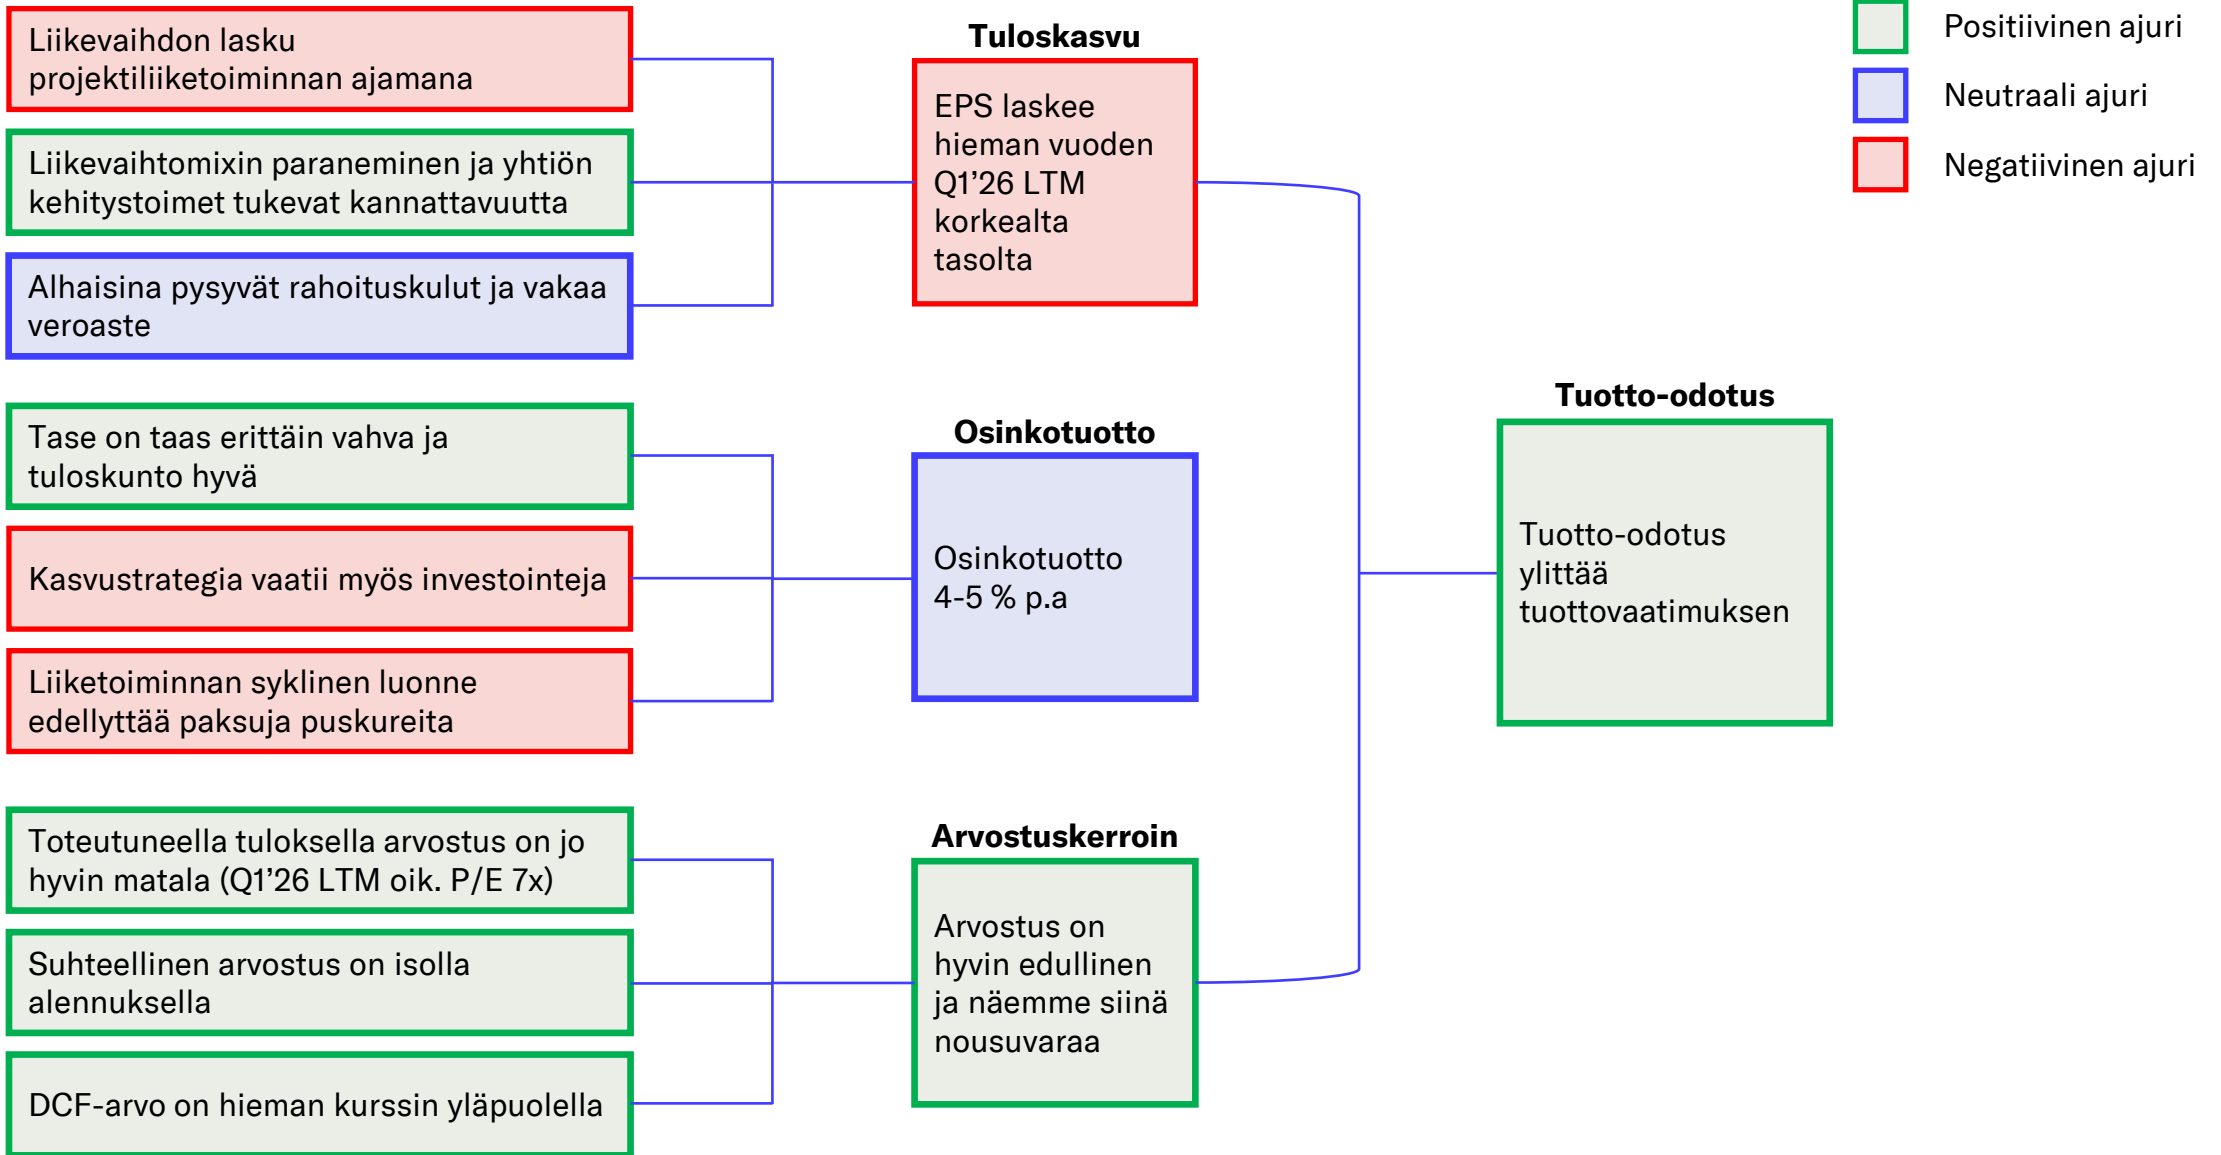 Liikevaihdon lasku
projektiliiketoiminnan ajamana
Liikevaihtomixin paraneminen ja yhtiön
kehitystoimet tukevat kannattavuutta
Alhaisina pysyvät rahoituskulut ja vakaa
veroaste
Tase on taas erittäin vahva ja
tuloskunto hyvä
Kasvustrategia vaatii myös investointeja
Liiketoiminnan syklinen luonne
edellyttää paksuja puskureita
Toteutuneella tuloksella arvostus on jo
hyvin matala (Q1’26 LTM oik. P/E 7x)
Suhteellinen arvostus on isolla
alennuksella
DCF-arvo on hieman kurssin yläpuolella
Tuloskasvu
EPS laskee
hieman vuoden
Q1’26 LTM
korkealta
tasolta
Osinkotuotto
Osinkotuotto
4-5 % p.a
Arvostuskerroin
Arvostus on
hyvin edullinen
ja näemme siinä
nousuvaraa
Tuotto-odotus
Tuotto-odotus
ylittää
tuottovaatimuksen
Positiivinen ajuri
Neutraali ajuri
Negatiivinen ajuri